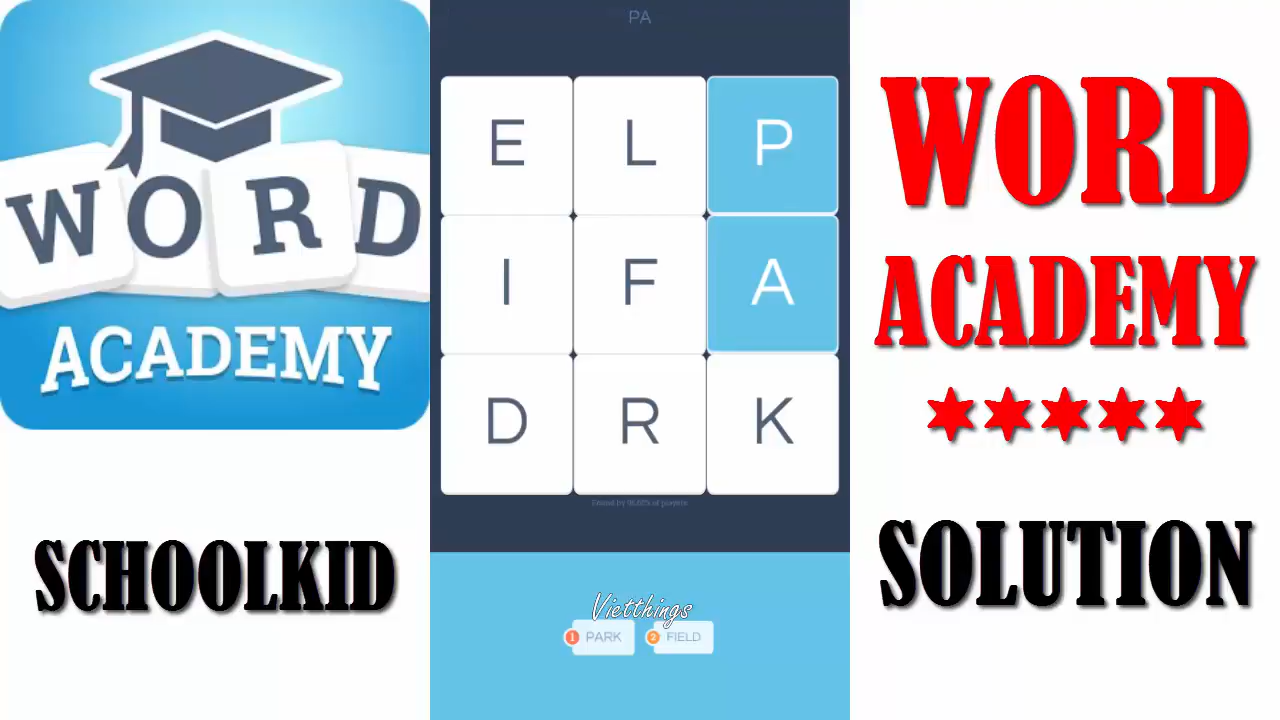 WORD
ACADEMY
SCHOOLKID
PA
E L P
I F A
D R K
Vietthings
1 PARK 2 FIELD
WORD
ACADEMY
SOLUTION